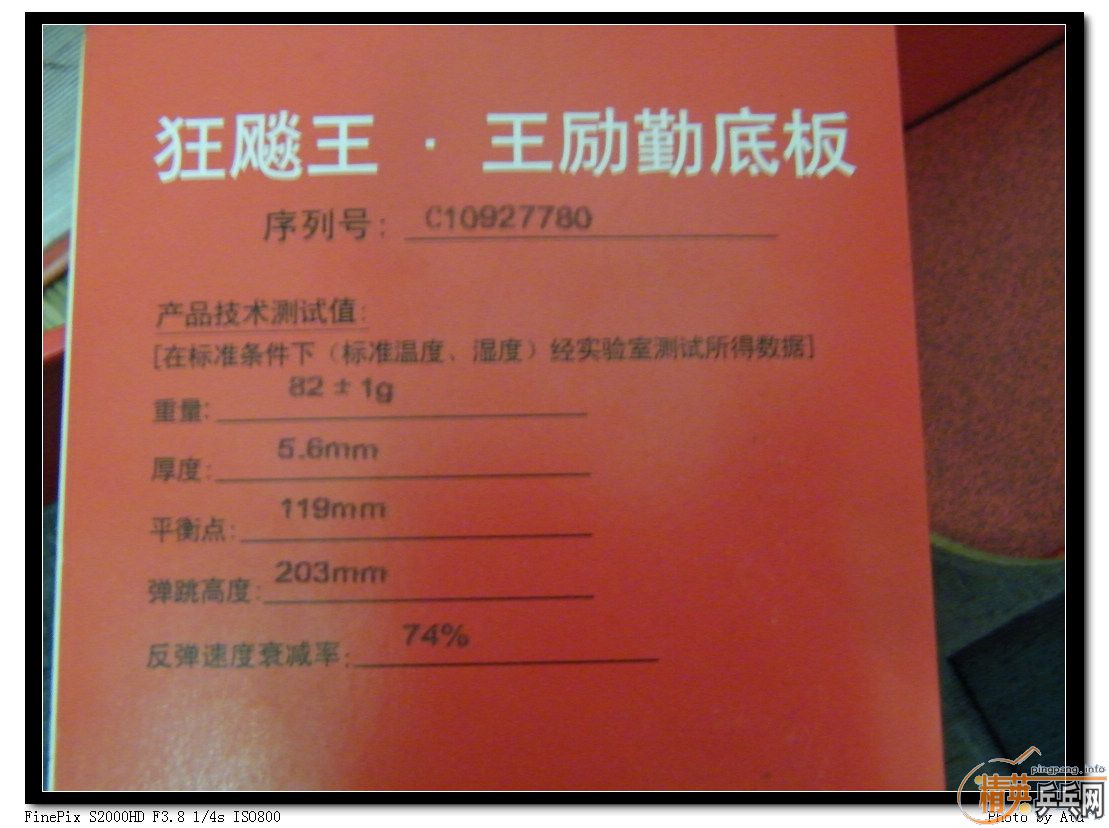 狂飚王·王励勤底板
序列号: C10927780
产品技术测试值:
[在标准条件下（标准温度、湿度）经实验室测试所得数据]
重量: 82±1g
厚度: 5.6mm
平衡点: 119mm
弹跳高度: 203mm
反弹速度衰减率: 74%
pingpang.info
精英乒乓网
FinePix S2000HD F3.8 1/4s ISO800
Photo by